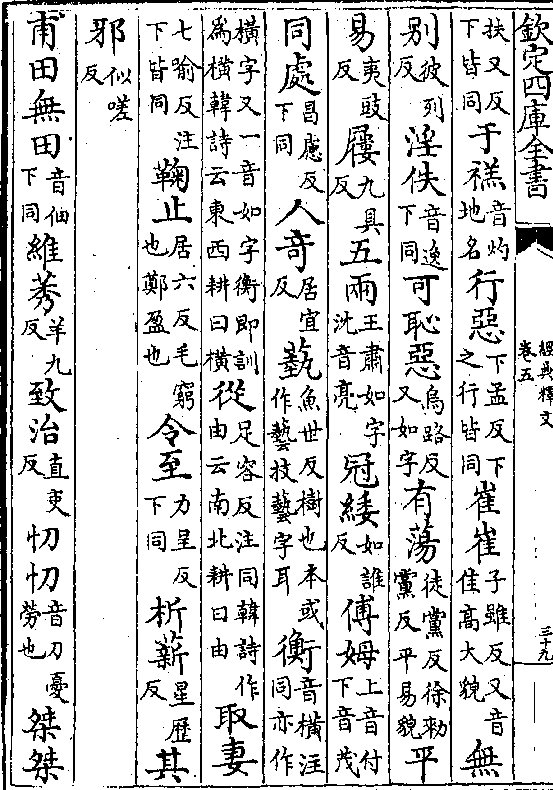 欽定四庫全書
經典釋文
卷五
三十九
扶又反下皆同于禚音灼地名行惡下孟反下之行皆同崔崔子雖反又音佳高大貌無
别彼列反淫佚音逸下同可恥惡烏路反又如字有蕩徒黨反徐勑黨反平易貌平
易夷豉反屨九具反五兩王肅如字沈音亮冠緌如誰反傅姆上音付下音茂
同處昌慮反下同人奇居宜反蓺魚世反樹也本或作藝技藝字耳衡音橫注同亦作
橫字又一音如字衡即訓為橫韓詩云東西耕曰橫從足容反注同韓詩作由云南北耕曰由取妻
七喻反注下皆同鞠止居六反毛窮也鄭盈也令至力呈反下同析薪星歷反其
邪似嗟反
甫田無田音佃下同維莠羊九反致治直吏反忉忉音刀憂勞也桀桀